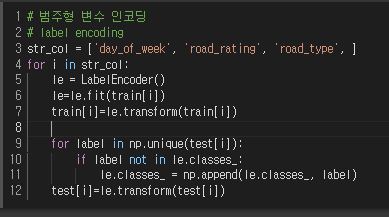 1 # 범주형 변수 인코딩
2 # label encoding
3 str_col = ['day_of_week', 'road_rating', 'road_type', ]
4 for i in str_col:
5     le = LabelEncoder()
6     le=le.fit(train[i])
7     train[i]=le.transform(train[i])
8
9     for label in np.unique(test[i]):
10         if label not in le.classes_:
11             le.classes_ = np.append(le.classes_, label)
12     test[i]=le.transform(test[i])